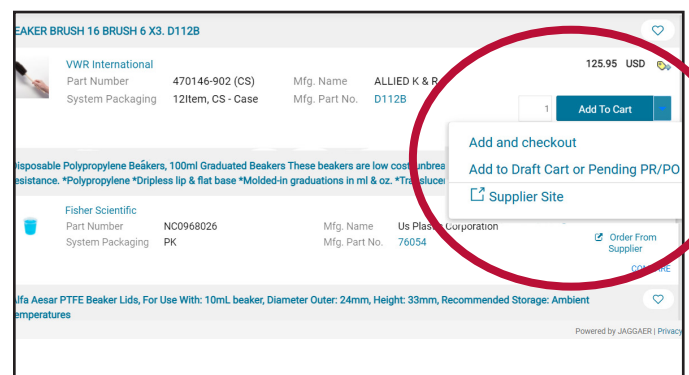 EAKER BRUSH 16 BRUSH 6 X3. D112B
VWR International
125.95 USD
Part Number 470146-902 (CS) Mfg. Name ALLIED K & R
System Packaging 12Item, CS - Case Mfg. Part No. D112B
1 Add To Cart
Add and checkout
Add to Draft Cart or Pending PR/PO
Supplier Site
isposable Polypropylene Beakers, 100ml Graduated Beakers These beakers are low cost unbrea
esistance. *Polypropylene *Dripless lip & flat base *Molded-in graduations in ml & oz. *Translucen
Fisher Scientific
Part Number NC0968026 Mfg. Name Us Plastic Corporation
System Packaging PK Mfg. Part No. 76054
Order From
Supplier
COMPARE
Alfa Aesar PTFE Beaker Lids, For Use With: 10mL beaker, Diameter Outer: 24mm, Height: 33mm, Recommended Storage: Ambient
emperatures
Powered by JAGGAER | Privacy